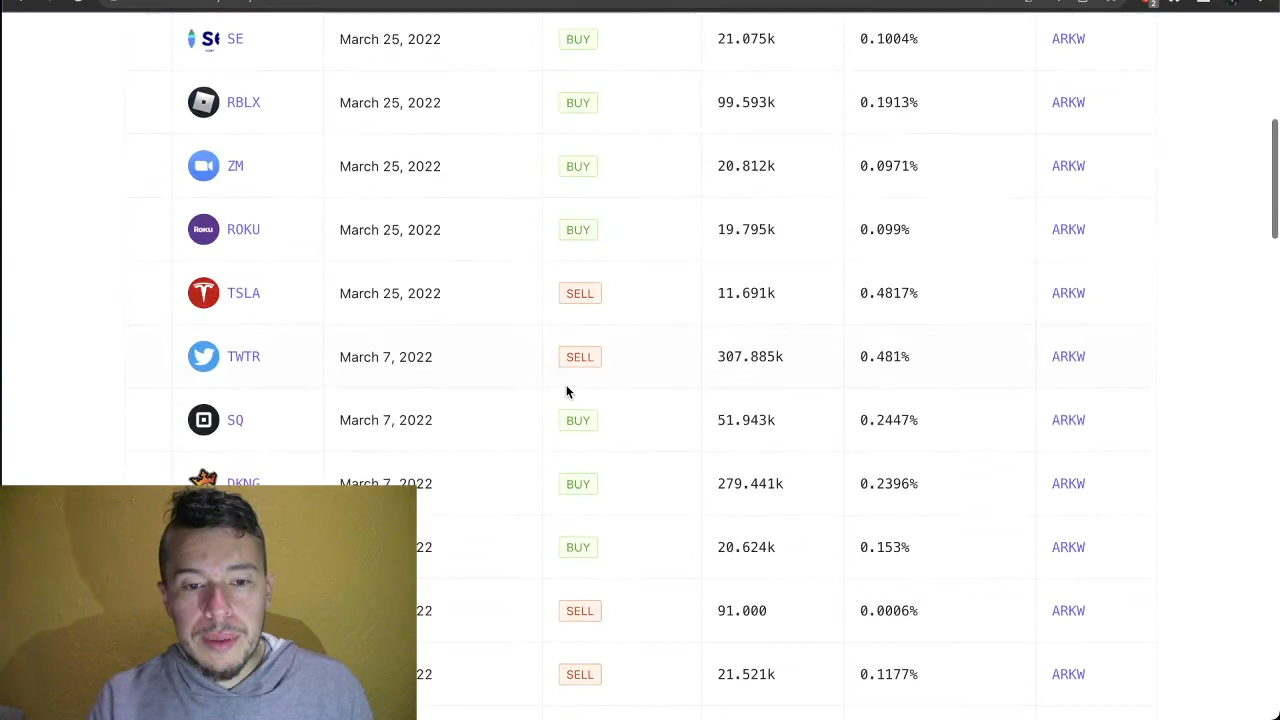 2
SE SE March 25, 2022 BUY 21.075k 0.1004% ARKW
RBLX March 25, 2022 BUY 99.593k 0.1913% ARKW
ZM March 25, 2022 BUY 20.812k 0.0971% ARKW
ROKU ROKU March 25, 2022 BUY 19.795k 0.099% ARKW
TSLA March 25, 2022 SELL 11.691k 0.4817% ARKW
TWTR March 7, 2022 SELL 307.885k 0.481% ARKW
SQ March 7, 2022 BUY 51.943k 0.2447% ARKW
DKNG March 7, 2022 BUY 279.441k 0.2396% ARKW
22 BUY 20.624k 0.153% ARKW
22 SELL 91.000 0.0006% ARKW
22 SELL 21.521k 0.1177% ARKW